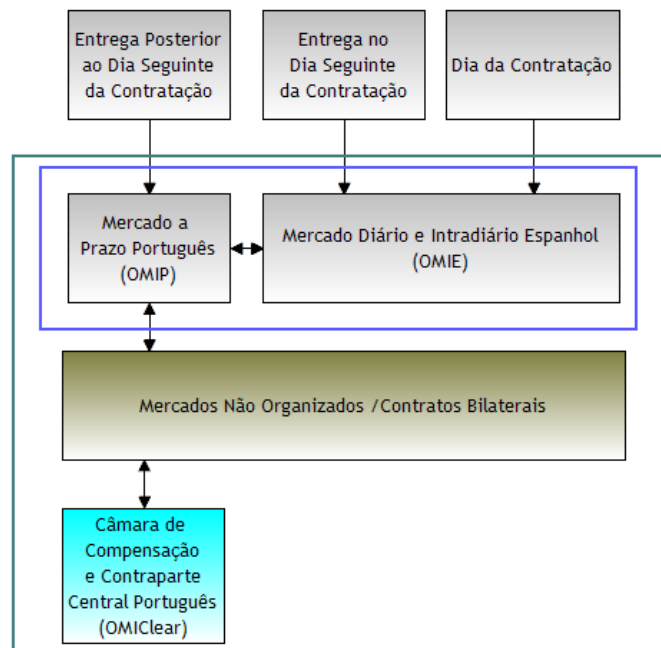 Entrega Posterior
ao Dia Seguinte
da Contratação
Entrega no
Dia Seguinte
da Contratação
Dia da Contratação
Mercado a
Prazo Português
(OMIP)
Mercado Diário e Intradiário Espanhol
(OMIE)
Mercados Não Organizados /Contratos Bilaterais
Câmara de
Compensação
e Contraparte
Central Português
(OMIClear)